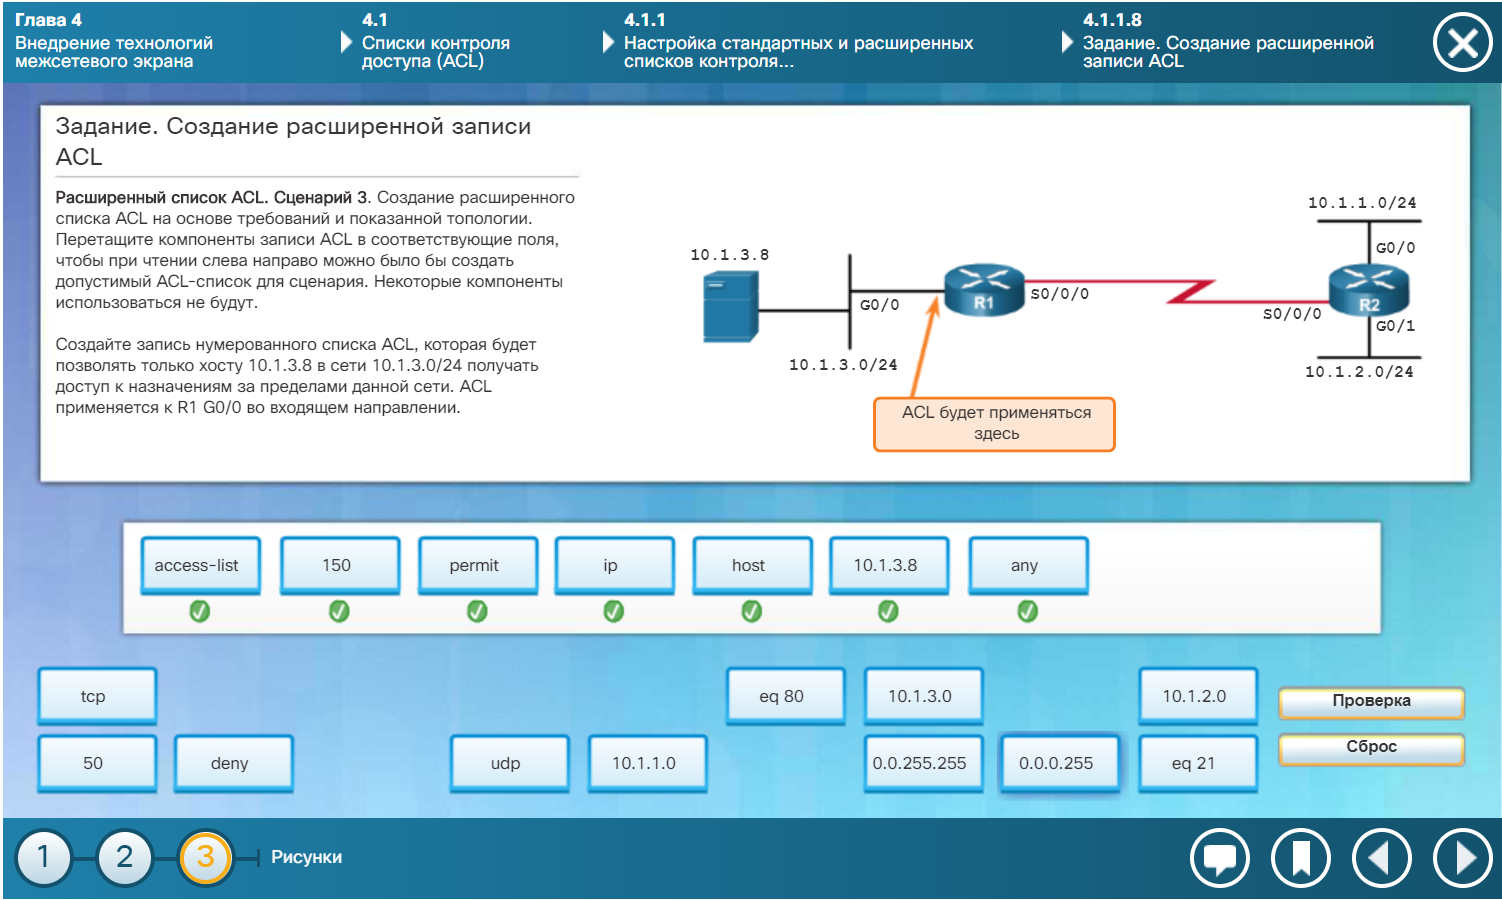 Глава 4
Внедрение технологий
межсетевого экрана
4.1
Списки контроля
доступа (ACL)
4.1.1
Настройка стандартных и расширенных
списков контроля...
4.1.1.8
Задание. Создание расширенной
записи ACL
Задание. Создание расширенной записи
ACL
Расширенный список ACL. Сценарий 3. Создание расширенного
списка ACL на основе требований и показанной топологии.
Перетащите компоненты записи ACL в соответствующие поля,
чтобы при чтении слева направо можно было бы создать
допустимый ACL-список для сценария. Некоторые компоненты
использоваться не будут.
Создайте запись нумерованного списка ACL, которая будет
позволять только хосту 10.1.3.8 в сети 10.1.3.0/24 получать
доступ к назначениям за пределами данной сети. ACL
применяется к R1 G0/0 во входящем направлении.
10.1.3.8
G0/0
10.1.3.0/24
R1
S0/0/0
S0/0/0
10.1.1.0/24
G0/0
R2
G0/1
10.1.2.0/24
ACL будет применяться
здесь
access-list
150
permit
ip
host
10.1.3.8
any
tcp
eq 80
10.1.3.0
10.1.2.0
50
deny
udp
10.1.1.0
0.0.255.255
0.0.0.255
eq 21
Проверка
Сброс
1
2
3
Рисунки